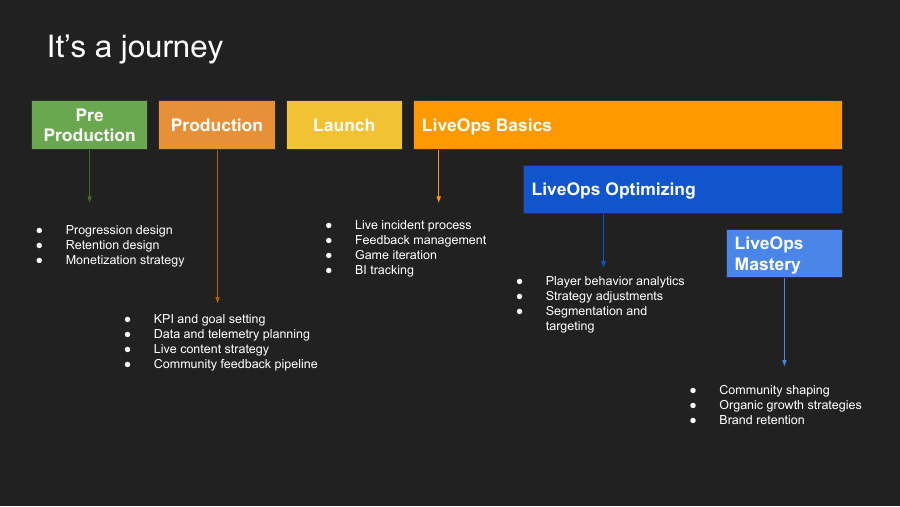 It’s a journey
Pre
Production
Production
Launch
LiveOps Basics
LiveOps Optimizing
LiveOps
Mastery
● Progression design
● Retention design
● Monetization strategy
● KPI and goal setting
● Data and telemetry planning
● Live content strategy
● Community feedback pipeline
● Live incident process
● Feedback management
● Game iteration
● BI tracking
● Player behavior analytics
● Strategy adjustments
● Segmentation and
targeting
● Community shaping
● Organic growth strategies
● Brand retention